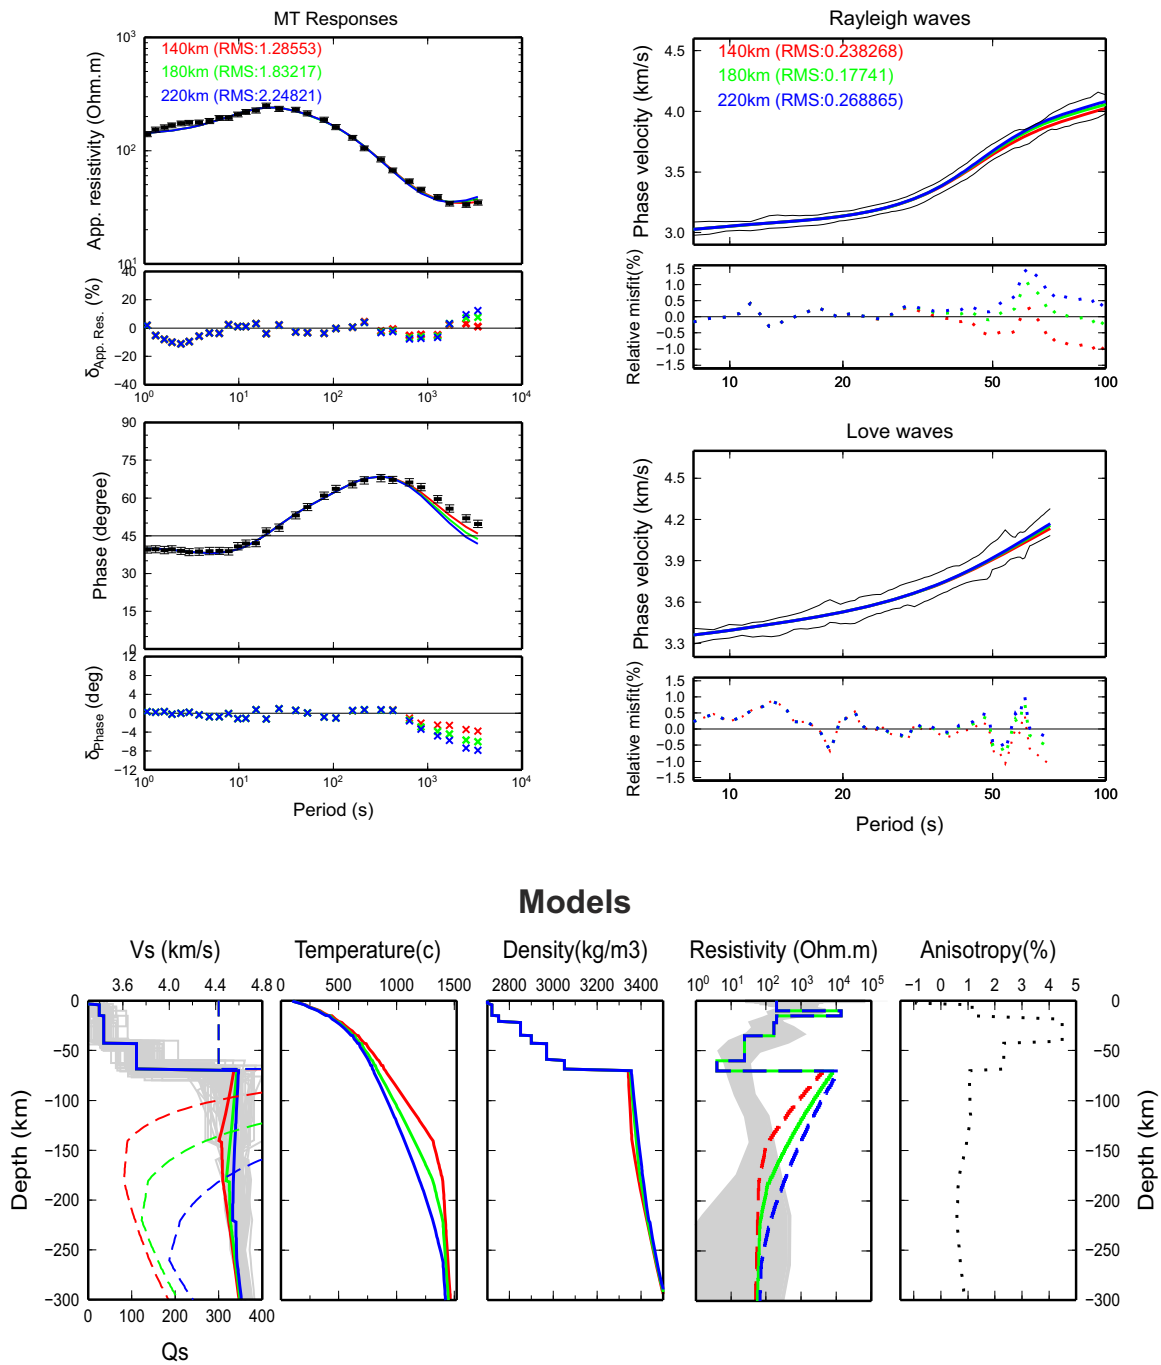 MT Responses
140km (RMS:1.28553)
180km (RMS:1.83217)
220km (RMS:2.24821)
App. resistivity (Ohm.m)
10³
10²
10¹
δApp. Res. (%)
40
20
0
−20
−40
10⁰ 10¹ 10² 10³ 10⁴
Phase (degree)
90
75
60
45
30
15
0
δPhase (deg)
12
8
4
0
−4
−8
−12
10⁰ 10¹ 10² 10³ 10⁴
Period (s)
Rayleigh waves
140km (RMS:0.238268)
180km (RMS:0.17741)
220km (RMS:0.268865)
Phase velocity (km/s)
4.5
4.0
3.5
3.0
Relative misfit(%)
1.5
1.0
0.5
0.0
−0.5
−1.0
−1.5
10 20 50 100
Love waves
Phase velocity (km/s)
4.5
4.2
3.9
3.6
3.3
Relative misfit(%)
1.5
1.0
0.5
0.0
−0.5
−1.0
−1.5
10 20 50 100
Period (s)
Models
Vs (km/s)
3.6 4.0 4.4 4.8
Depth (km)
0
−50
−100
−150
−200
−250
−300
0 100 200 300 400
Qs
Temperature(c)
0 500 1000 1500
Density(kg/m3)
2800 3000 3200 3400
Resistivity (Ohm.m)
10⁰ 10¹ 10² 10³ 10⁴ 10⁵
Anisotropy(%)
−1 0 1 2 3 4 5
0
−50
−100
−150
−200
−250
−300
Depth (km)